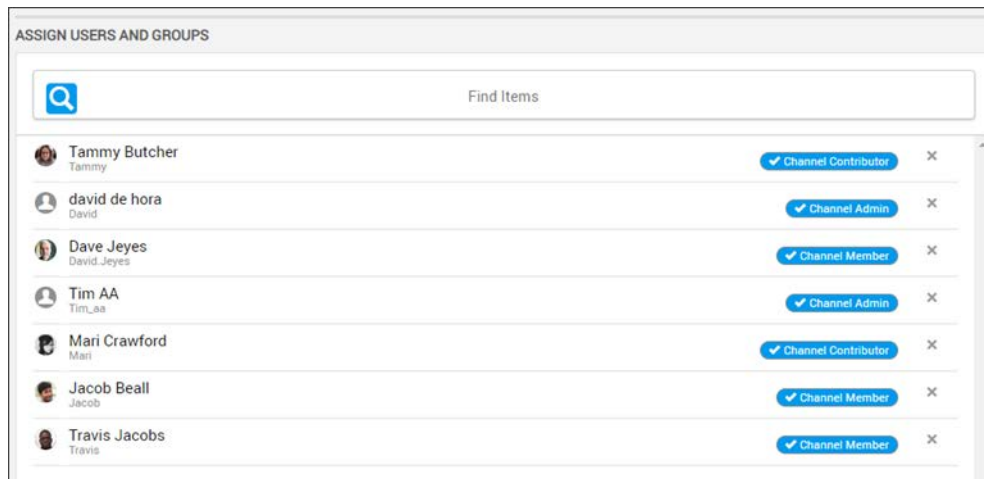 ASSIGN USERS AND GROUPS
Find Items
Tammy Butcher
Tammy
Channel Contributor
david de hora
David
Channel Admin
Dave Jeyes
David.Jeyes
Channel Member
Tim AA
Tim_aa
Channel Admin
Mari Crawford
Mari
Channel Contributor
Jacob Beall
Jacob
Channel Member
Travis Jacobs
Travis
Channel Member